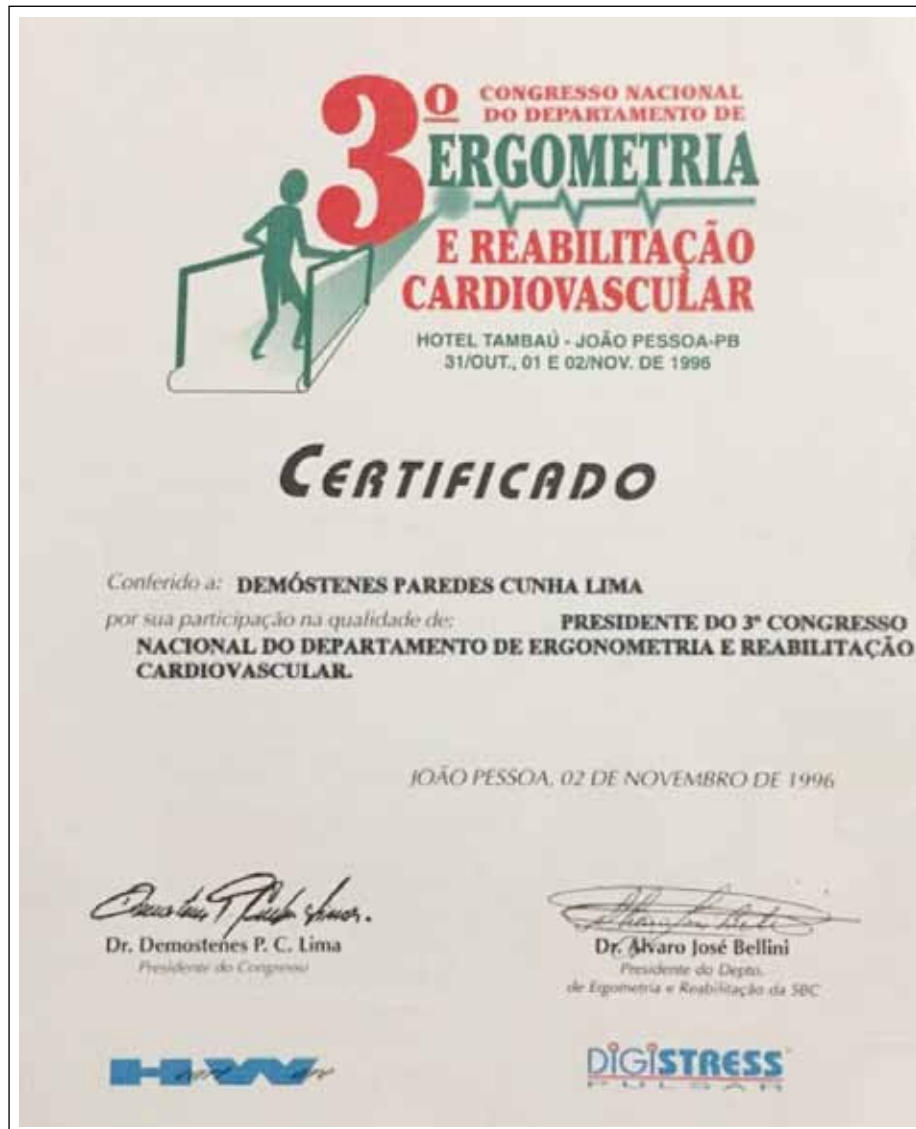 3º CONGRESSO NACIONAL
DO DEPARTAMENTO DE
ERGOMETRIA
E REABILITAÇÃO
CARDIOVASCULAR
HOTEL TAMBAÚ - JOÃO PESSOA-PB
31/OUT., 01 E 02/NOV. DE 1996
CERTIFICADO
Conferido a: DEMÓSTENES PAREDES CUNHA LIMA
por sua participação na qualidade de: PRESIDENTE DO 3º CONGRESSO
NACIONAL DO DEPARTAMENTO DE ERGONOMETRIA E REABILITAÇÃO
CARDIOVASCULAR.
JOÃO PESSOA, 02 DE NOVEMBRO DE 1996
Dr. Demostenes P. C. Lima
Presidente do Congresso
Dr. Alvaro José Bellini
Presidente do Depto.
de Ergometria e Reabilitação da SBC
HW
DIGISTRESS
PULSAR